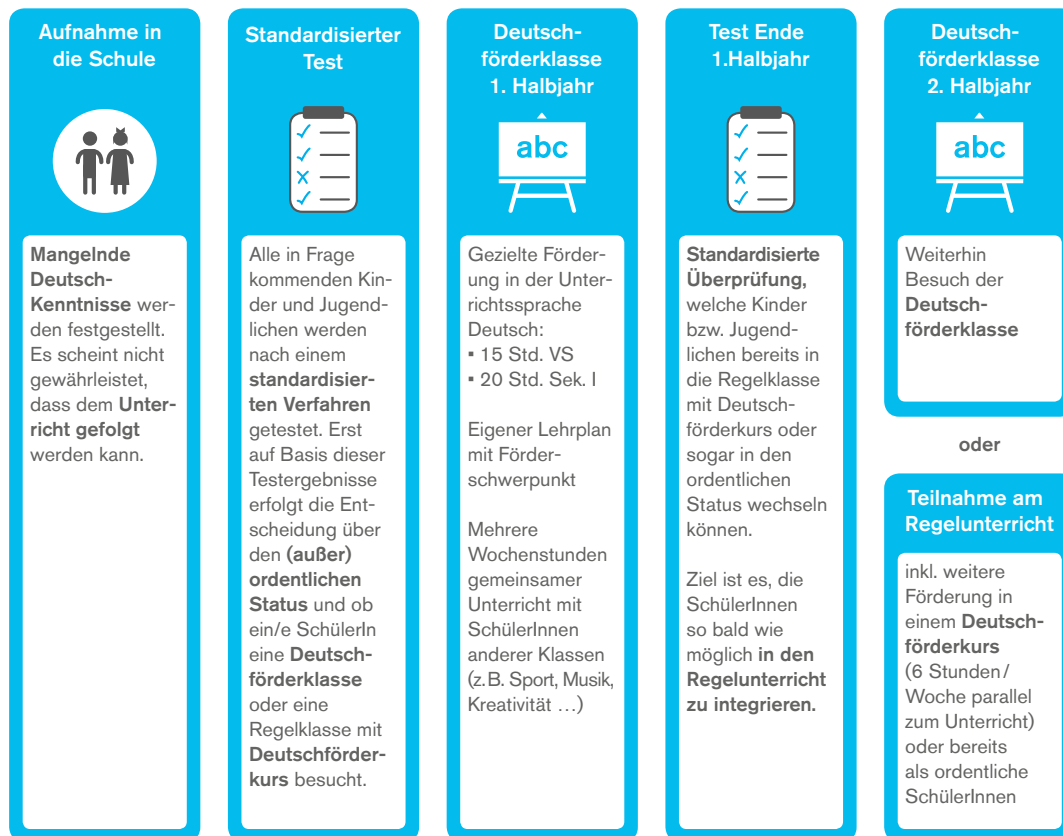 Aufnahme in
die Schule
Mangelnde
Deutsch-
Kenntnisse wer-
den festgestellt.
Es scheint nicht
gewährleistet,
dass dem Unter-
richt gefolgt
werden kann.
Standardisierter
Test
Alle in Frage
kommenden Kin-
der und Jugend-
lichen werden
nach einem
standardisier-
ten Verfahren
getestet. Erst
auf Basis dieser
Testergebnisse
erfolgt die Ent-
scheidung über
den (außer)
ordentlichen
Status und ob
ein/e SchülerIn
eine Deutsch-
förderklasse
oder eine
Regelklasse mit
Deutschförder-
kurs besucht.
Deutsch-
förderklasse
1. Halbjahr
abc
Gezielte Förder-
ung in der Unter-
richtssprache
Deutsch:
▪ 15 Std. VS
▪ 20 Std. Sek. I
Eigener Lehrplan
mit Förder-
schwerpunkt
Mehrere
Wochenstunden
gemeinsamer
Unterricht mit
SchülerInnen
anderer Klassen
(z.B. Sport, Musik,
Kreativität …)
Test Ende
1.Halbjahr
Standardisierte
Überprüfung,
welche Kinder
bzw. Jugend-
lichen bereits in
die Regelklasse
mit Deutsch-
förderkurs oder
sogar in den
ordentlichen
Status wechseln
können.
Ziel ist es, die
SchülerInnen
so bald wie
möglich in den
Regelunterricht
zu integrieren.
Deutsch-
förderklasse
2. Halbjahr
abc
Weiterhin
Besuch der
Deutsch-
förderklasse
oder
Teilnahme am
Regelunterricht
inkl. weitere
Förderung in
einem Deutsch-
förderkurs
(6 Stunden/
Woche parallel
zum Unterricht)
oder bereits
als ordentliche
SchülerInnen